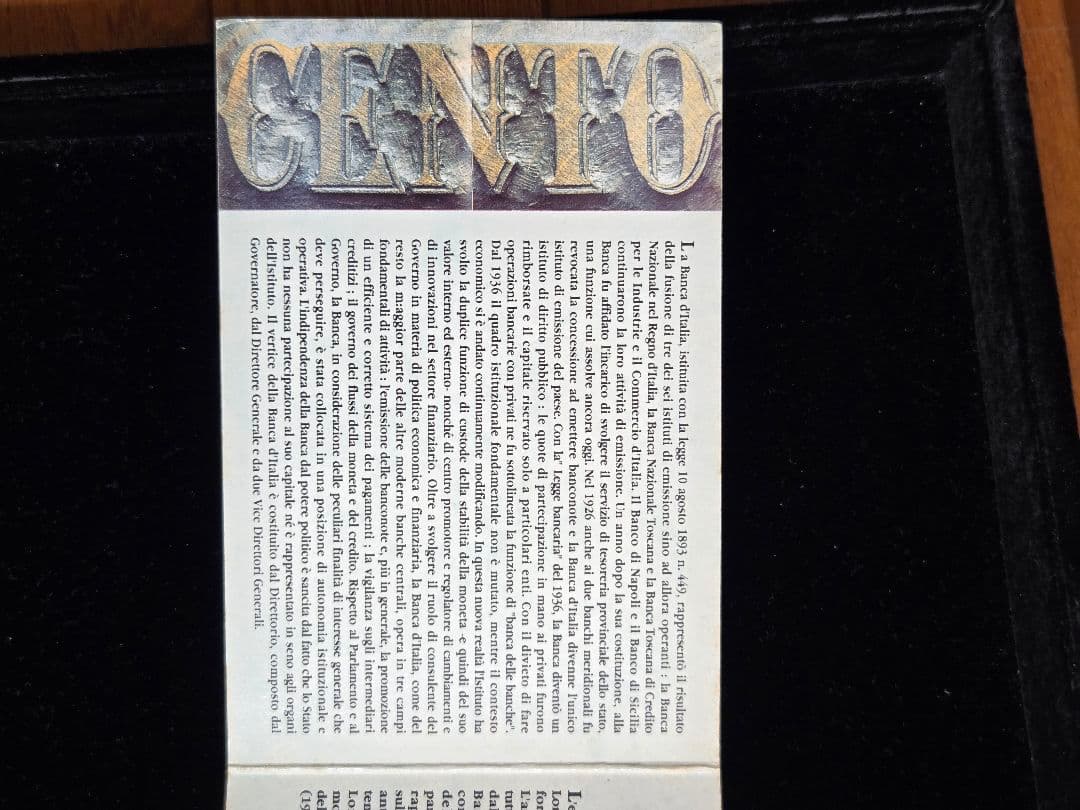 CENTO
La Banca d'Italia, istituita con la legge 10 agosto 1893 n. 449, rappresentò il risultato
della fusione di tre dei sei istituti di emissione sino ad allora operanti : la Banca
Nazionale nel Regno d'Italia, la Banca Nazionale Toscana e la Banca Toscana di Credito
per le Industrie e il Commercio d'Italia. Il Banco di Napoli e il Banco di Sicilia
continuarono la loro attività di emissione. Un anno dopo la sua costituzione, alla
Banca fu affidato l'incarico di svolgere il servizio di tesoreria provinciale dello stato,
una funzione cui assolve ancora oggi. Nel 1926 anche ai due banchi meridionali fu
revocata la concessione ad emettere banconote e la Banca d'Italia divenne l'unico
istituto di emissione del paese. Con la" Legge bancaria" del 1936, la Banca diventò un
istituto di diritto pubblico : le quote di partecipazione in mano ai privati furono
rimborsate e il capitale riservato solo a particolari enti. Con il divieto di fare
operazioni bancarie con privati ne fu sottolineata la funzione di "banca delle banche".
Dal 1936 il quadro istituzionale fondamentale non è mutato, mentre il contesto
economico si è andato continuamente modificando. In questa nuova realtà l'Istituto ha
svolto la duplice funzione di custode della stabilità della moneta -e quindi del suo
valore interno ed esterno- nonché di centro promotore e regolatore di cambiamenti e
di innovazioni nel settore finanziario. Oltre a svolgere il ruolo di consulente del
Governo in materia di politica economica e finanziaria, la Banca d'Italia, come del
resto la m:aggior parte delle altre moderne banche centrali, opera in tre campi
fondamentali di attività : l'emissione delle banconote e, più in generale, la promozione
di un efficiente e corretto sistema dei pagamenti ; la vigilanza sugli intermediari
creditizi ; il governo dei flussi della moneta e del credito. Rispetto al Parlamento e al
Governo, la Banca, in considerazione delle peculiari finalità di interesse generale che
deve perseguire, è stata collocata in una posizione di autonomia istituzionale e
operativa. L'indipendenza della Banca dal potere politico è sancita dal fatto che lo Stato
non ha nessuna partecipazione al suo capitale nè è rappresentato in seno agli organi
dell'Istituto. Il vertice della Banca d'Italia è costituito dal Direttorio, composto dal
Governatore, dal Direttore Generale e da due Vice Direttori Generali.